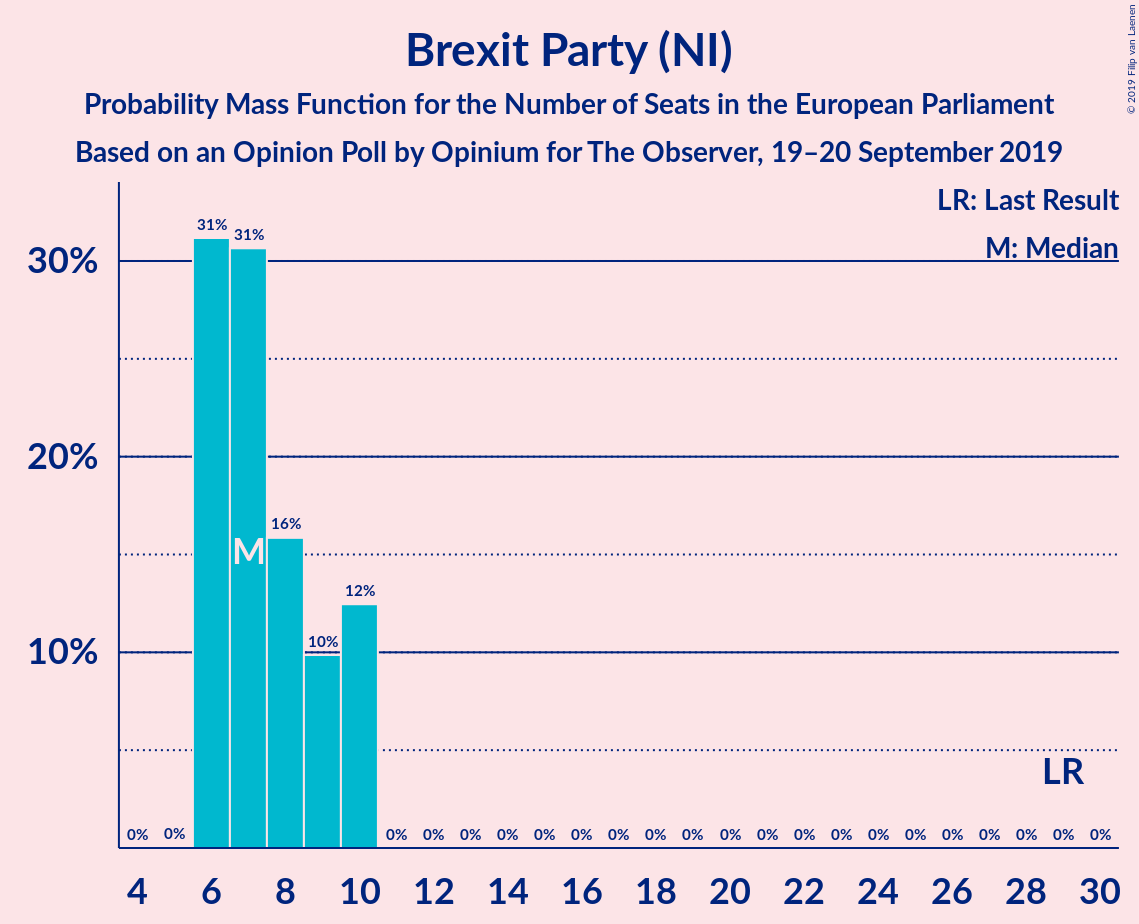 Brexit Party (NI)
Probability Mass Function for the Number of Seats in the European Parliament
Based on an Opinion Poll by Opinium for The Observer, 19–20 September 2019
© 2019 Filip van Laenen
LR: Last Result
M: Median
30%
20%
10%
0% 0% 31% 31% 16% 10% 12% 0% 0% 0% 0% 0% 0% 0% 0% 0% 0% 0% 0% 0% 0% 0% 0% 0% 0% 0% 0%
M
LR
4 6 8 10 12 14 16 18 20 22 24 26 28 30